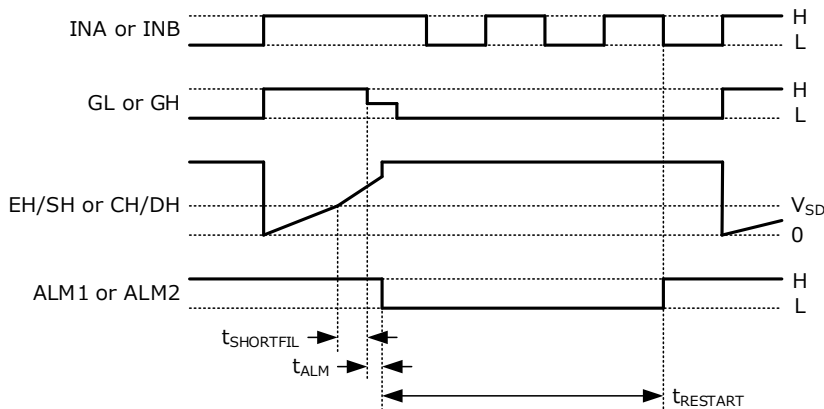 INA or INB
H
L
GL or GH
H
L
EH/SH or CH/DH
VSD
0
ALM1 or ALM2
H
L
tSHORTFIL
tALM
tRESTART